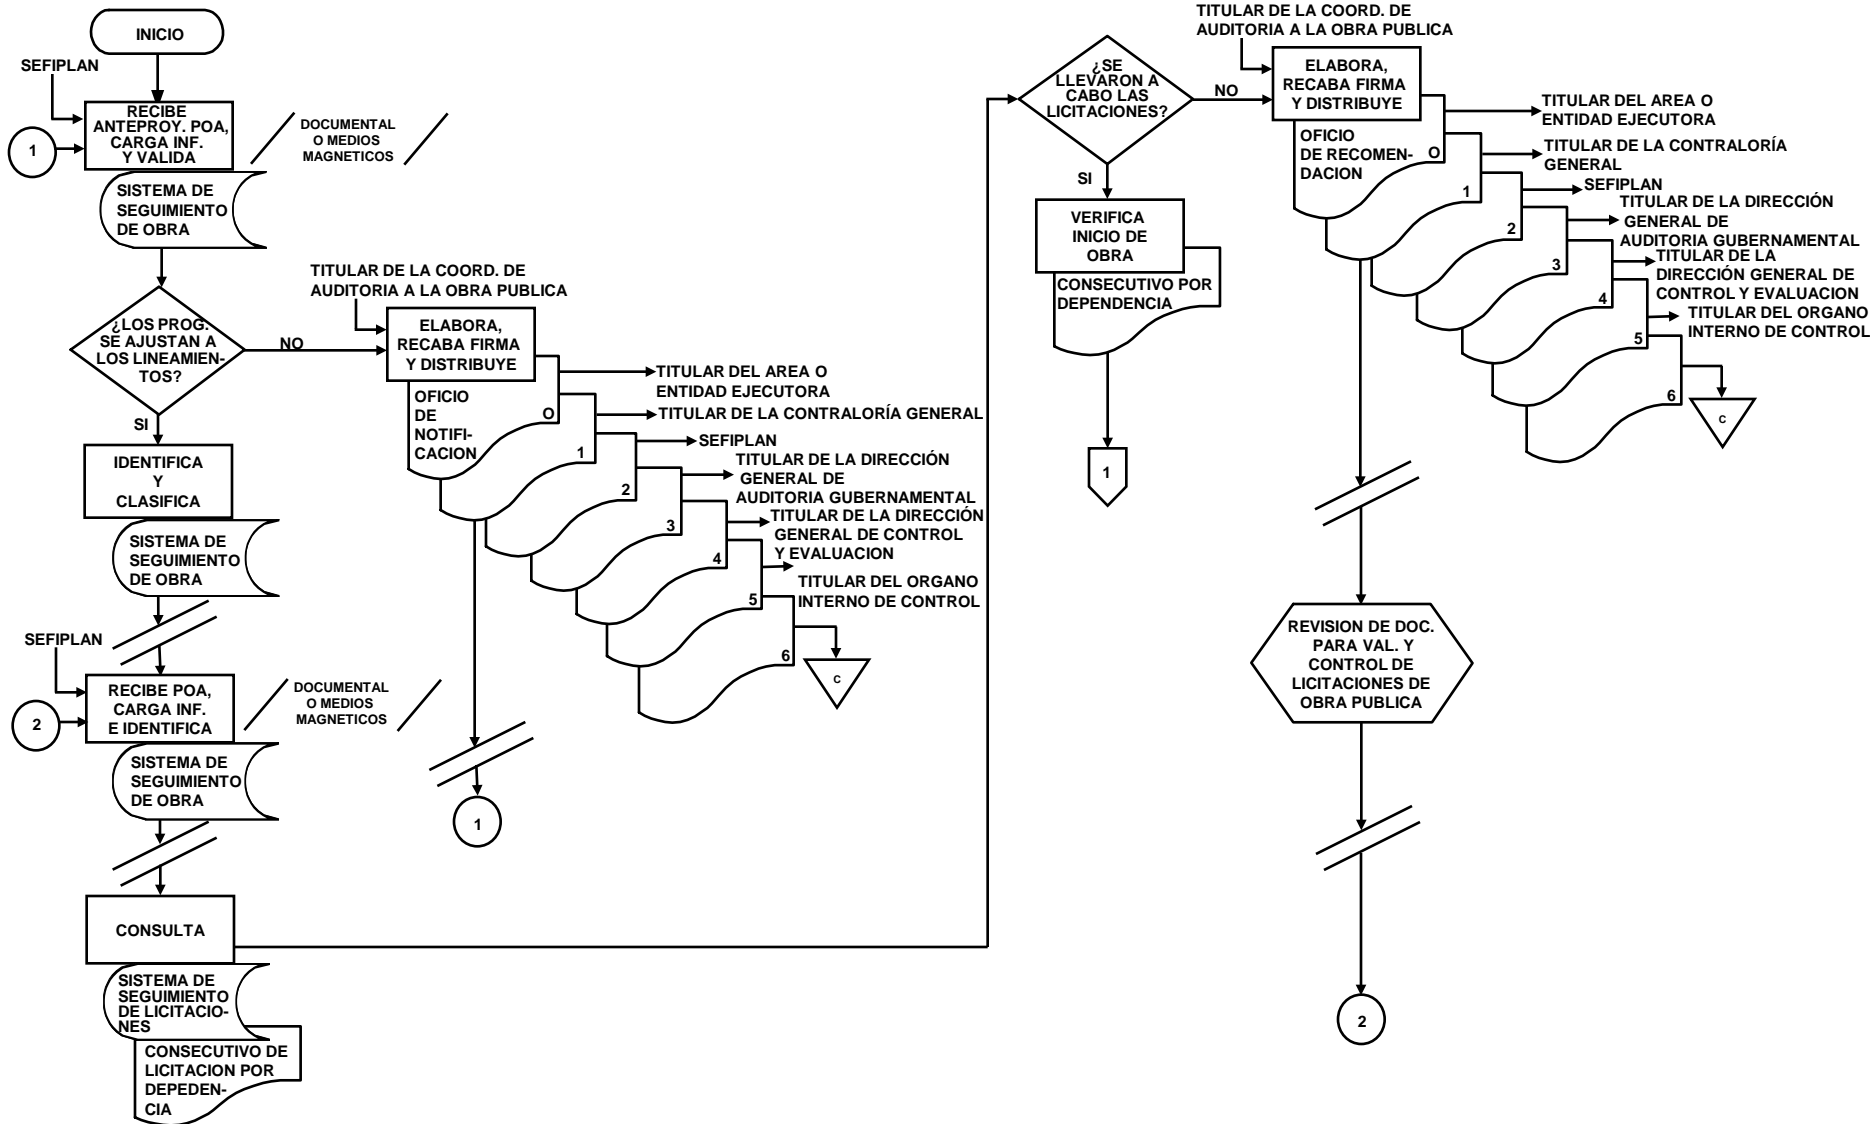 INICIO
SEFIPLAN
RECIBE
ANTEPROY. POA,
CARGA INF.
Y VALIDA
1
DOCUMENTAL
O MEDIOS
MAGNETICOS
SISTEMA DE
SEGUIMIENTO
DE OBRA
¿LOS PROG.
SE AJUSTAN A
LOS LINEAMIEN-
TOS?
NO
SI
IDENTIFICA
Y
CLASIFICA
SISTEMA DE
SEGUIMIENTO
DE OBRA
SEFIPLAN
RECIBE POA,
CARGA INF.
E IDENTIFICA
2
DOCUMENTAL
O MEDIOS
MAGNETICOS
SISTEMA DE
SEGUIMIENTO
DE OBRA
CONSULTA
SISTEMA DE
SEGUIMIENTO
DE LICITACIO-
NES
CONSECUTIVO DE
LICITACION POR
DEPEDEN-
CIA
TITULAR DE LA COORD. DE
AUDITORIA A LA OBRA PUBLICA
ELABORA,
RECABA FIRMA
Y DISTRIBUYE
OFICIO
DE
NOTIFI-
CACION
O
TITULAR DEL AREA O
ENTIDAD EJECUTORA
1
TITULAR DE LA CONTRALORÍA GENERAL
2
SEFIPLAN
3
TITULAR DE LA DIRECCIÓN
GENERAL DE
AUDITORIA GUBERNAMENTAL
4
TITULAR DE LA DIRECCIÓN
GENERAL DE CONTROL
Y EVALUACION
5
TITULAR DEL ORGANO
INTERNO DE CONTROL
6
C
1
¿SE
LLEVARON A
CABO LAS
LICITACIONES?
NO
SI
VERIFICA
INICIO DE
OBRA
CONSECUTIVO POR
DEPENDENCIA
1
TITULAR DE LA COORD. DE
AUDITORIA A LA OBRA PUBLICA
ELABORA,
RECABA FIRMA
Y DISTRIBUYE
OFICIO
DE RECOMEN-
DACION
O
TITULAR DEL AREA O
ENTIDAD EJECUTORA
1
TITULAR DE LA CONTRALORÍA
GENERAL
2
SEFIPLAN
3
TITULAR DE LA DIRECCIÓN
GENERAL DE
AUDITORIA GUBERNAMENTAL
4
TITULAR DE LA
DIRECCIÓN GENERAL DE
CONTROL Y EVALUACION
5
TITULAR DEL ORGANO
INTERNO DE CONTROL
6
C
REVISION DE DOC.
PARA VAL. Y
CONTROL DE
LICITACIONES DE
OBRA PUBLICA
2